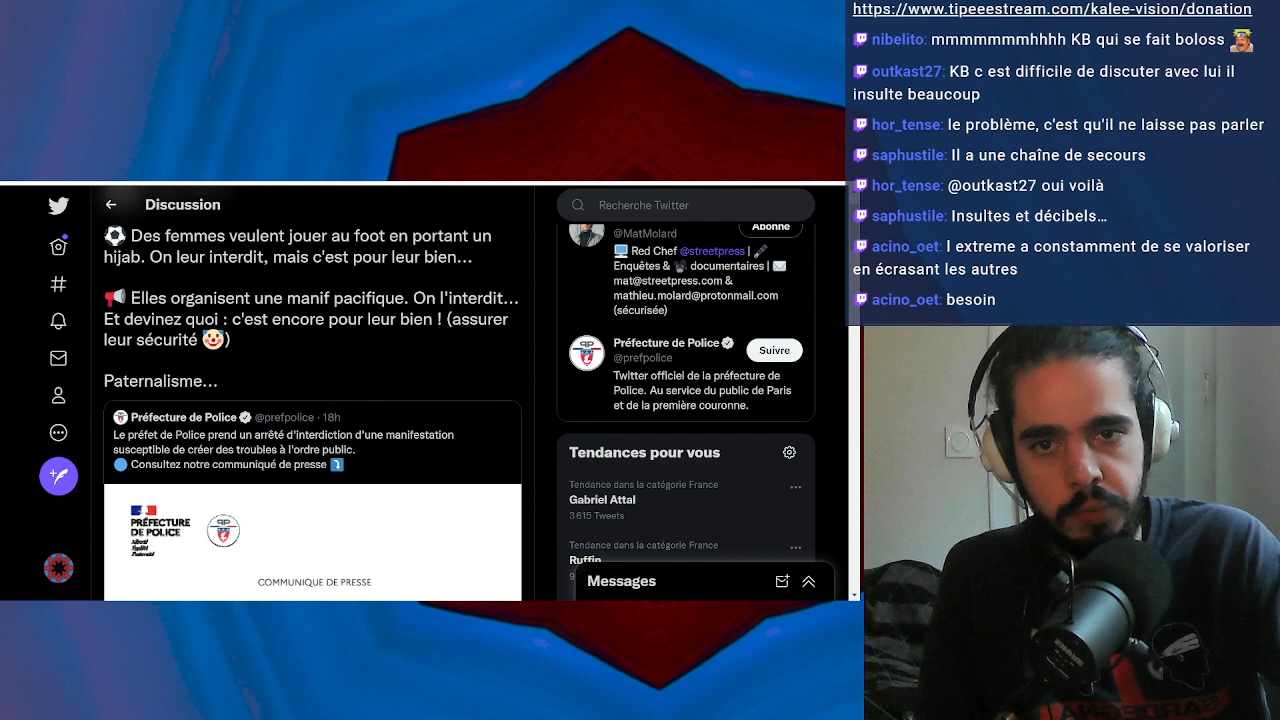 https://www.tipeeestream.com/kalee-vision/donation
nibelito: mmmmmmmhhhh KB qui se fait boloss
outkast27: KB c est difficile de discuter avec lui il
insulte beaucoup
hor_tense: le problème, c'est qu'il ne laisse pas parler
saphustile: Il a une chaîne de secours
hor_tense: @outkast27 oui voilà
saphustile: Insultes et décibels…
acino_oet: l extreme a constamment de se valoriser
en écrasant les autres
acino_oet: besoin
Discussion
Des femmes veulent jouer au foot en portant un
hijab. On leur interdit, mais c'est pour leur bien…
Elles organisent une manif pacifique. On l'interdit…
Et devinez quoi : c'est encore pour leur bien ! (assurer
leur sécurité 🤡)
Paternalisme…
Préfecture de Police @prefpolice · 18h
Le préfet de Police prend un arrêté d'interdiction d'une manifestation
susceptible de créer des troubles à l'ordre public.
Consultez notre communiqué de presse
PRÉFECTURE
DE POLICE
COMMUNIQUE DE PRESSE
Recherche Twitter
@MatMolard
Abonné
Red Chef @streetpress | 
Enquêtes & documentaires |
mat@streetpress.com &
mathieu.molard@protonmail.com
(sécurisée)
Préfecture de Police
@prefpolice
Suivre
Twitter officiel de la préfecture de
Police. Au service du public de Paris
et de la première couronne.
Tendances pour vous
Tendance dans la catégorie France
Gabriel Attal
3 615 Tweets
Tendance dans la catégorie France
Ruffin
Messages